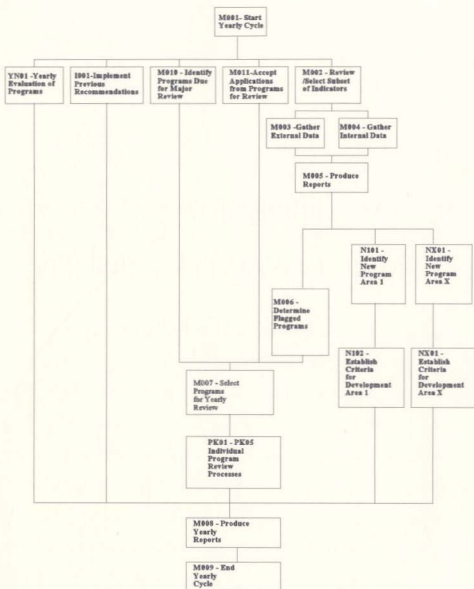 M001- Start
Yearly
Cycle
YN01 -Yearly
Evaluation of
Programs
I001-Implement
Previous
Recommendations
M010 - Identify
Programs Due
for Major
Review
M011-Accept
Applications
from Programs
for Review
M002 - Review
/Select Subset
of Indicators
M003 -Gather
External Data
M004 - Gather
Internal Data
M005 - Produce
Reports
M006 -
Determine
Flagged
Programs
N101 -
Identify
New
Program
Area 1
NX01 -
Identify
New
Program
Area X
N102 -
Establish
Criteria
for
Development
Area 1
NX01 -
Establish
Criteria
for
Development
Area X
M007 - Select
Programs
for Yearly
Review
PK01 - PK05
Individual
Program
Review
Processes
M008 - Produce
Yearly
Reports
M009 - End
Yearly
Cycle